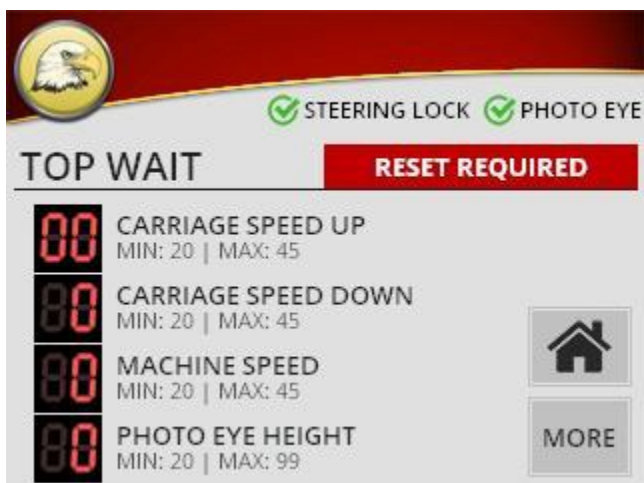 STEERING LOCK PHOTO EYE
TOP WAIT RESET REQUIRED
00 CARRIAGE SPEED UP
MIN: 20 | MAX: 45
0 CARRIAGE SPEED DOWN
MIN: 20 | MAX: 45
0 MACHINE SPEED
MIN: 20 | MAX: 45
0 PHOTO EYE HEIGHT
MIN: 20 | MAX: 99
MORE